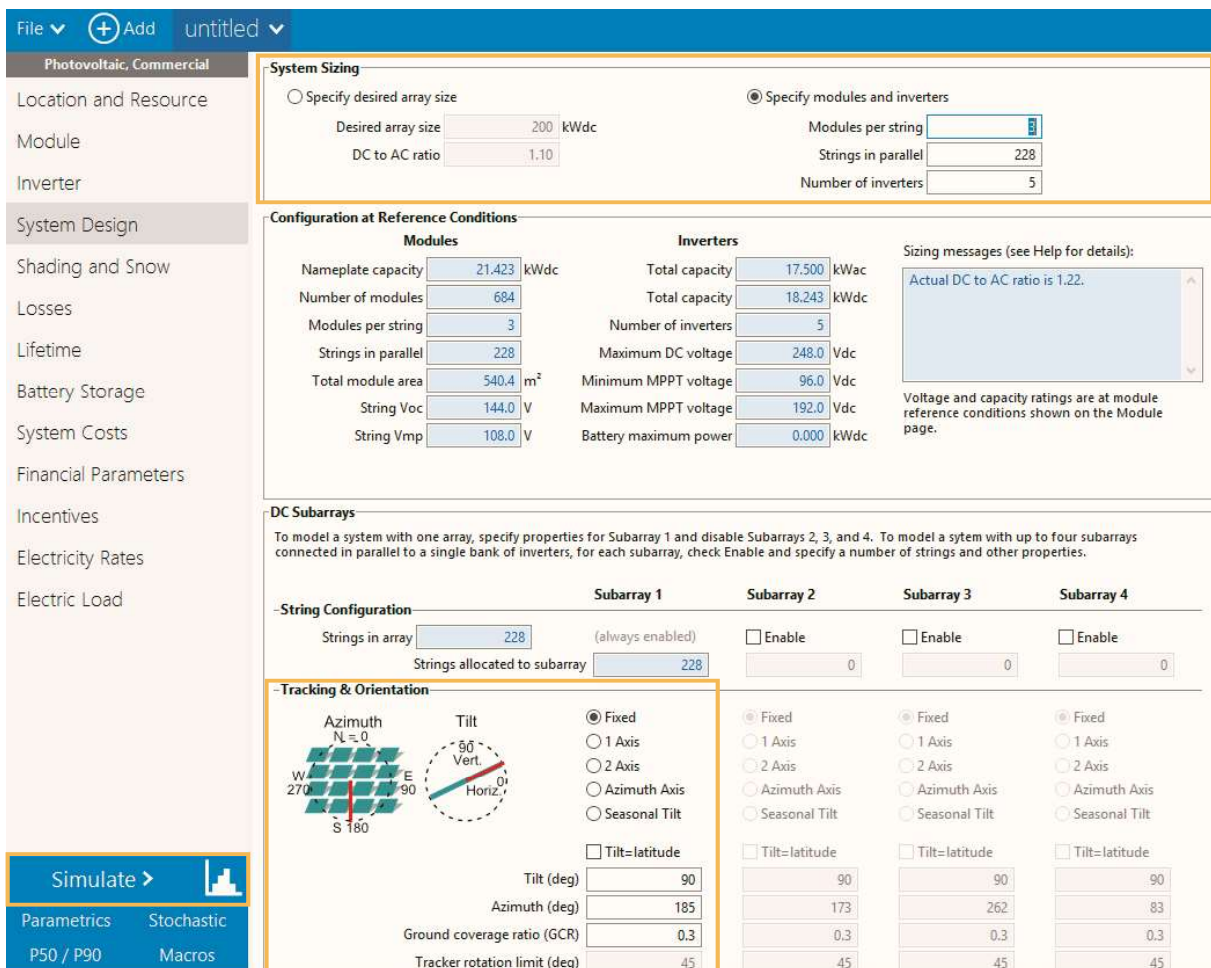 File Add untitled
Photovoltaic, Commercial
Location and Resource
Module
Inverter
System Design
Shading and Snow
Losses
Lifetime
Battery Storage
System Costs
Financial Parameters
Incentives
Electricity Rates
Electric Load
Simulate >
Parametrics Stochastic
P50 / P90 Macros
System Sizing
Specify desired array size
Desired array size 200 kWdc
DC to AC ratio 1.10
Specify modules and inverters
Modules per string 3
Strings in parallel 228
Number of inverters 5
Configuration at Reference Conditions
Modules
Nameplate capacity 21.423 kWdc
Number of modules 684
Modules per string 3
Strings in parallel 228
Total module area 540.4 m²
String Voc 144.0 V
String Vmp 108.0 V
Inverters
Total capacity 17.500 kWac
Total capacity 18.243 kWdc
Number of inverters 5
Maximum DC voltage 248.0 Vdc
Minimum MPPT voltage 96.0 Vdc
Maximum MPPT voltage 192.0 Vdc
Battery maximum power 0.000 kWdc
Sizing messages (see Help for details):
Actual DC to AC ratio is 1.22.
Voltage and capacity ratings are at module
reference conditions shown on the Module
page.
DC Subarrays
To model a system with one array, specify properties for Subarray 1 and disable Subarrays 2, 3, and 4. To model a sytem with up to four subarrays
connected in parallel to a single bank of inverters, for each subarray, check Enable and specify a number of strings and other properties.
Subarray 1 Subarray 2 Subarray 3 Subarray 4
String Configuration
Strings in array 228 (always enabled) Enable Enable Enable
Strings allocated to subarray 228 0 0 0
Tracking & Orientation
Azimuth
N = 0
W
270
E
90
S 180
Tilt
90
Vert.
0
Horiz.
Fixed Fixed Fixed Fixed
1 Axis 1 Axis 1 Axis 1 Axis
2 Axis 2 Axis 2 Axis 2 Axis
Azimuth Axis Azimuth Axis Azimuth Axis Azimuth Axis
Seasonal Tilt Seasonal Tilt Seasonal Tilt Seasonal Tilt
Tilt=latitude Tilt=latitude Tilt=latitude Tilt=latitude
Tilt (deg) 90 90 90 90
Azimuth (deg) 185 173 262 83
Ground coverage ratio (GCR) 0.3 0.3 0.3 0.3
Tracker rotation limit (deg) 45 45 45 45